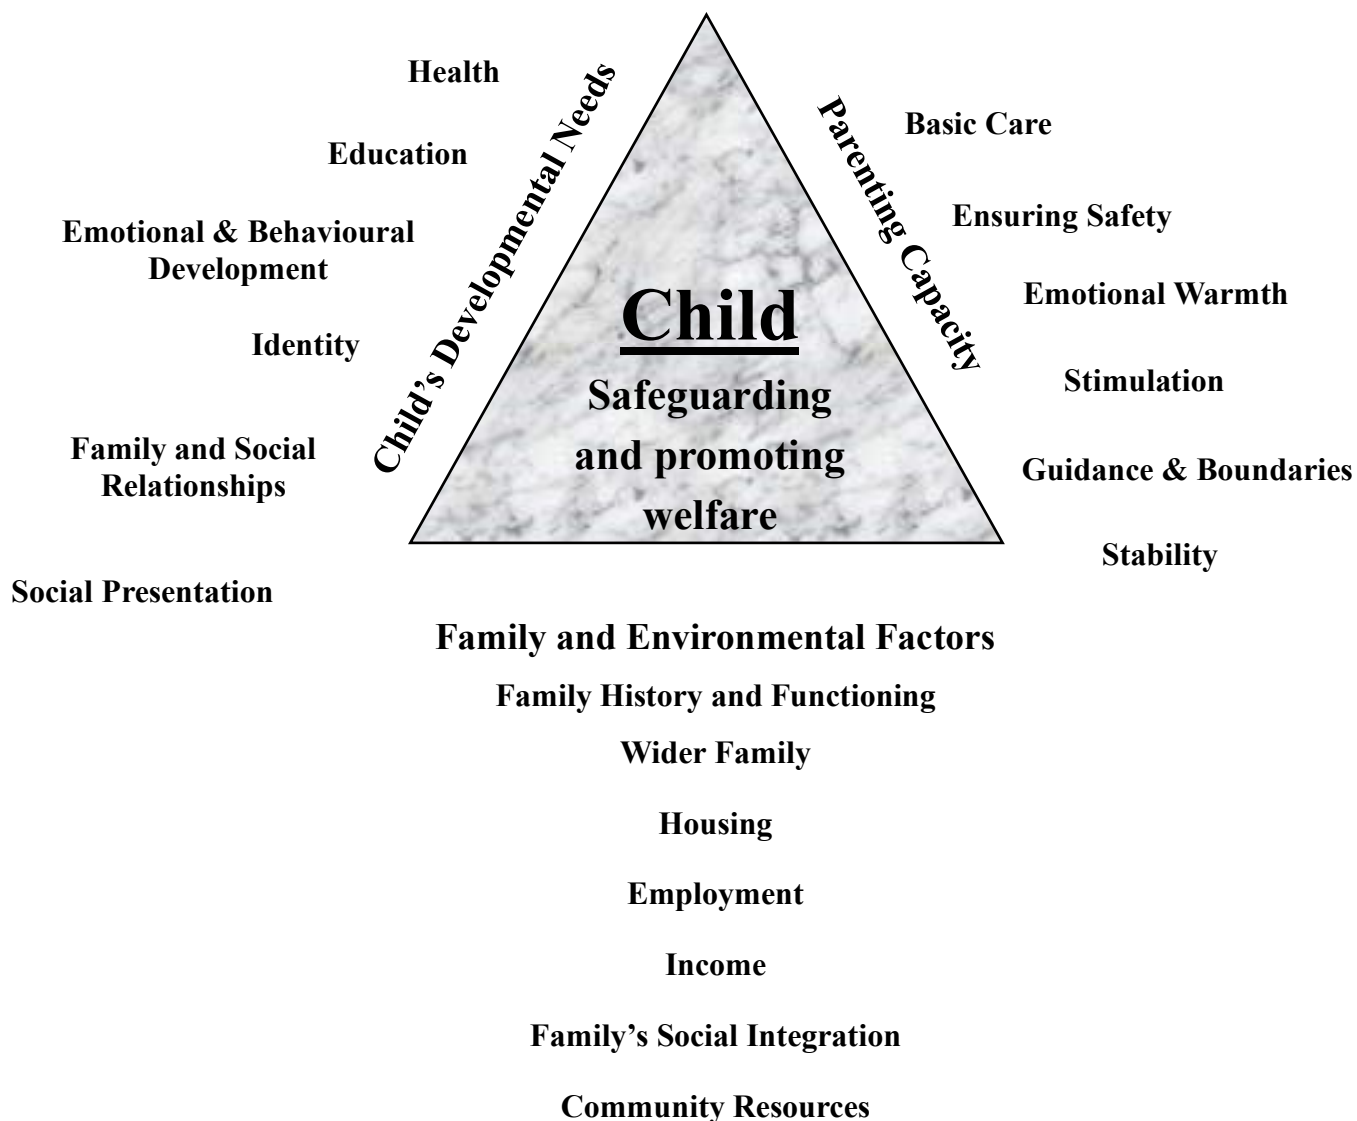 Health
Education
Emotional & Behavioural
Development
Identity
Family and Social
Relationships
Social Presentation
Child’s Developmental Needs
Child
Safeguarding
and promoting
welfare
Parenting Capacity
Basic Care
Ensuring Safety
Emotional Warmth
Stimulation
Guidance & Boundaries
Stability
Family and Environmental Factors
Family History and Functioning
Wider Family
Housing
Employment
Income
Family’s Social Integration
Community Resources